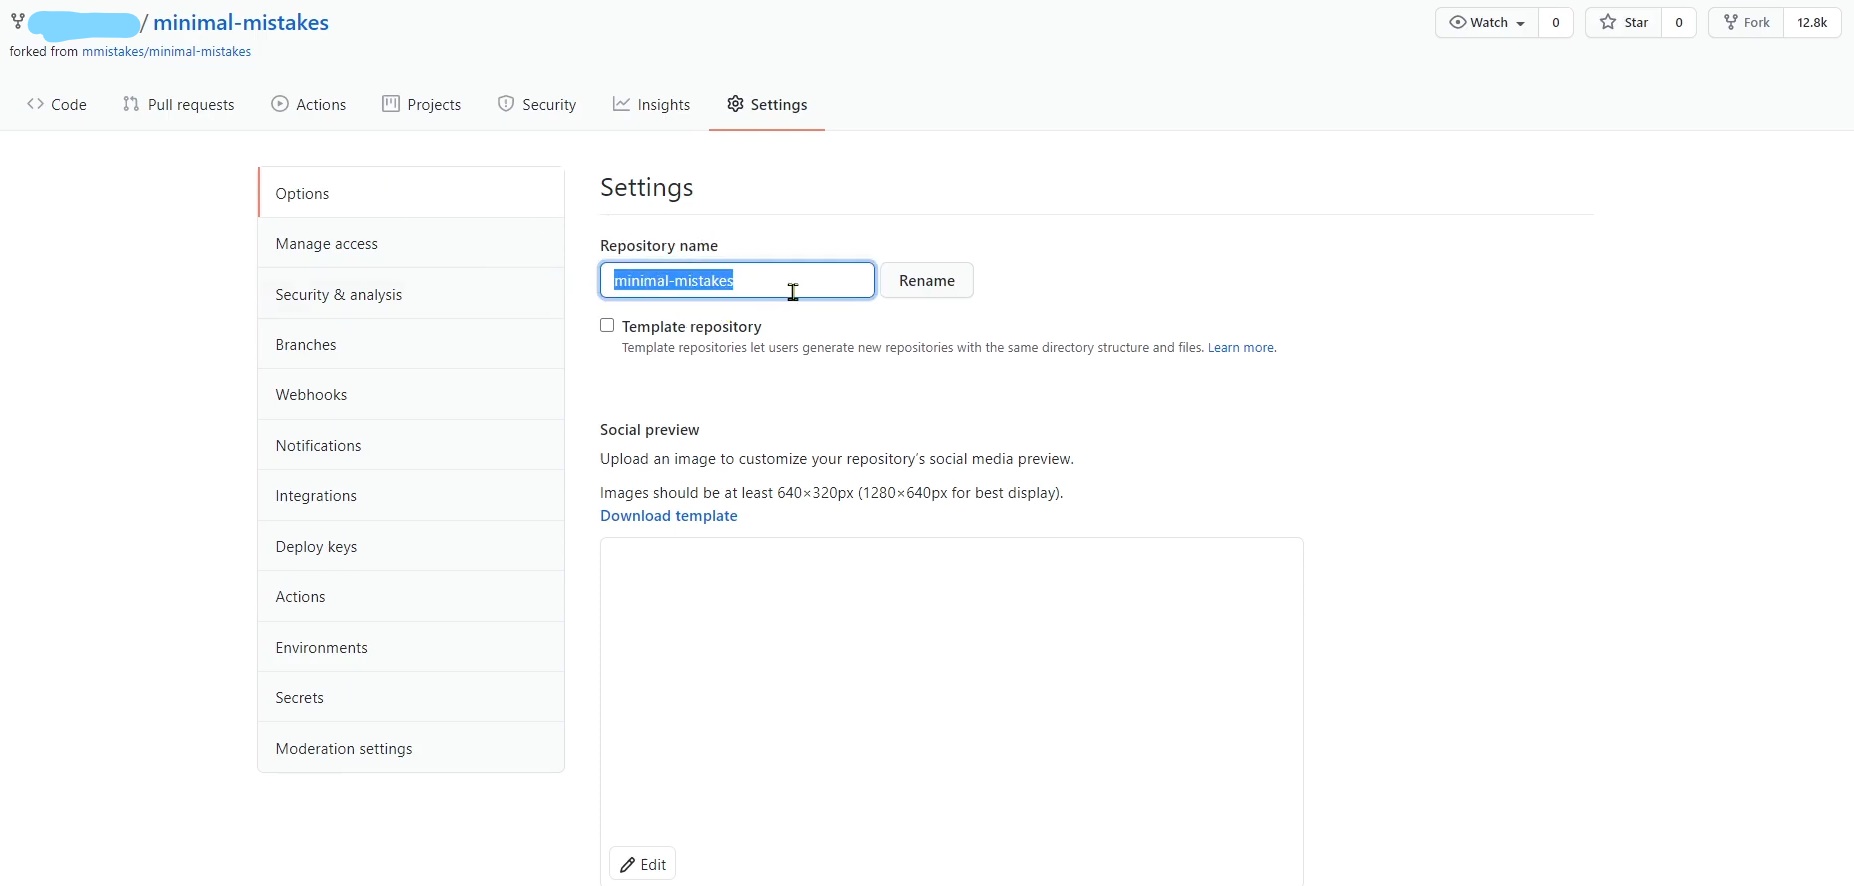 / minimal-mistakes
forked from mmistakes/minimal-mistakes
Watch 0 Star 0 Fork 12.8k
Code Pull requests Actions Projects Security Insights Settings
Options
Manage access
Security & analysis
Branches
Webhooks
Notifications
Integrations
Deploy keys
Actions
Environments
Secrets
Moderation settings
Settings
Repository name
minimal-mistakes Rename
Template repository
Template repositories let users generate new repositories with the same directory structure and files. Learn more.
Social preview
Upload an image to customize your repository's social media preview.
Images should be at least 640×320px (1280×640px for best display).
Download template
Edit